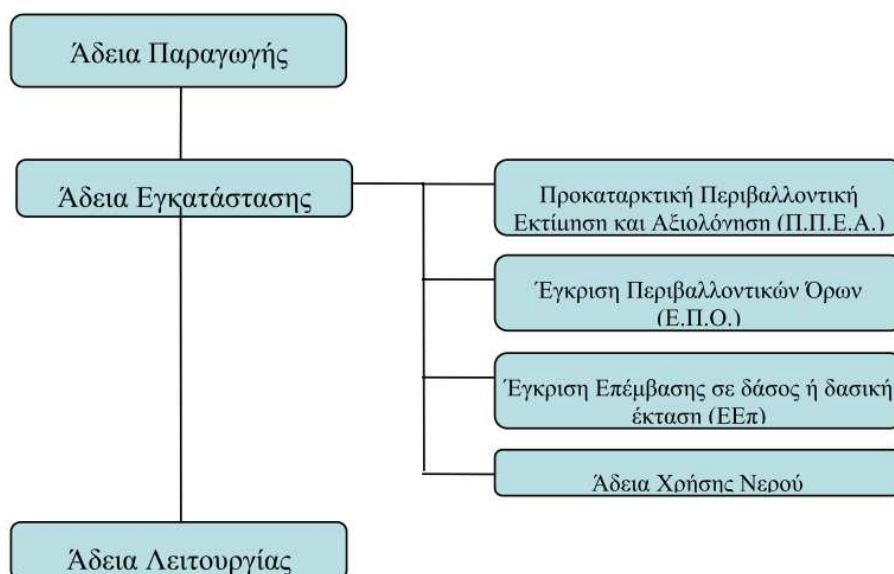 Άδεια Παραγωγής
Άδεια Εγκατάστασης
Προκαταρκτική Περιβαλλοντική
Εκτίμηση και Αξιολόγηση (Π.Π.Ε.Α.)
Έγκριση Περιβαλλοντικών Όρων
(Ε.Π.Ο.)
Έγκριση Επέμβασης σε δάσος ή δασική
έκταση (ΕΕπ)
Άδεια Χρήσης Νερού
Άδεια Λειτουργίας